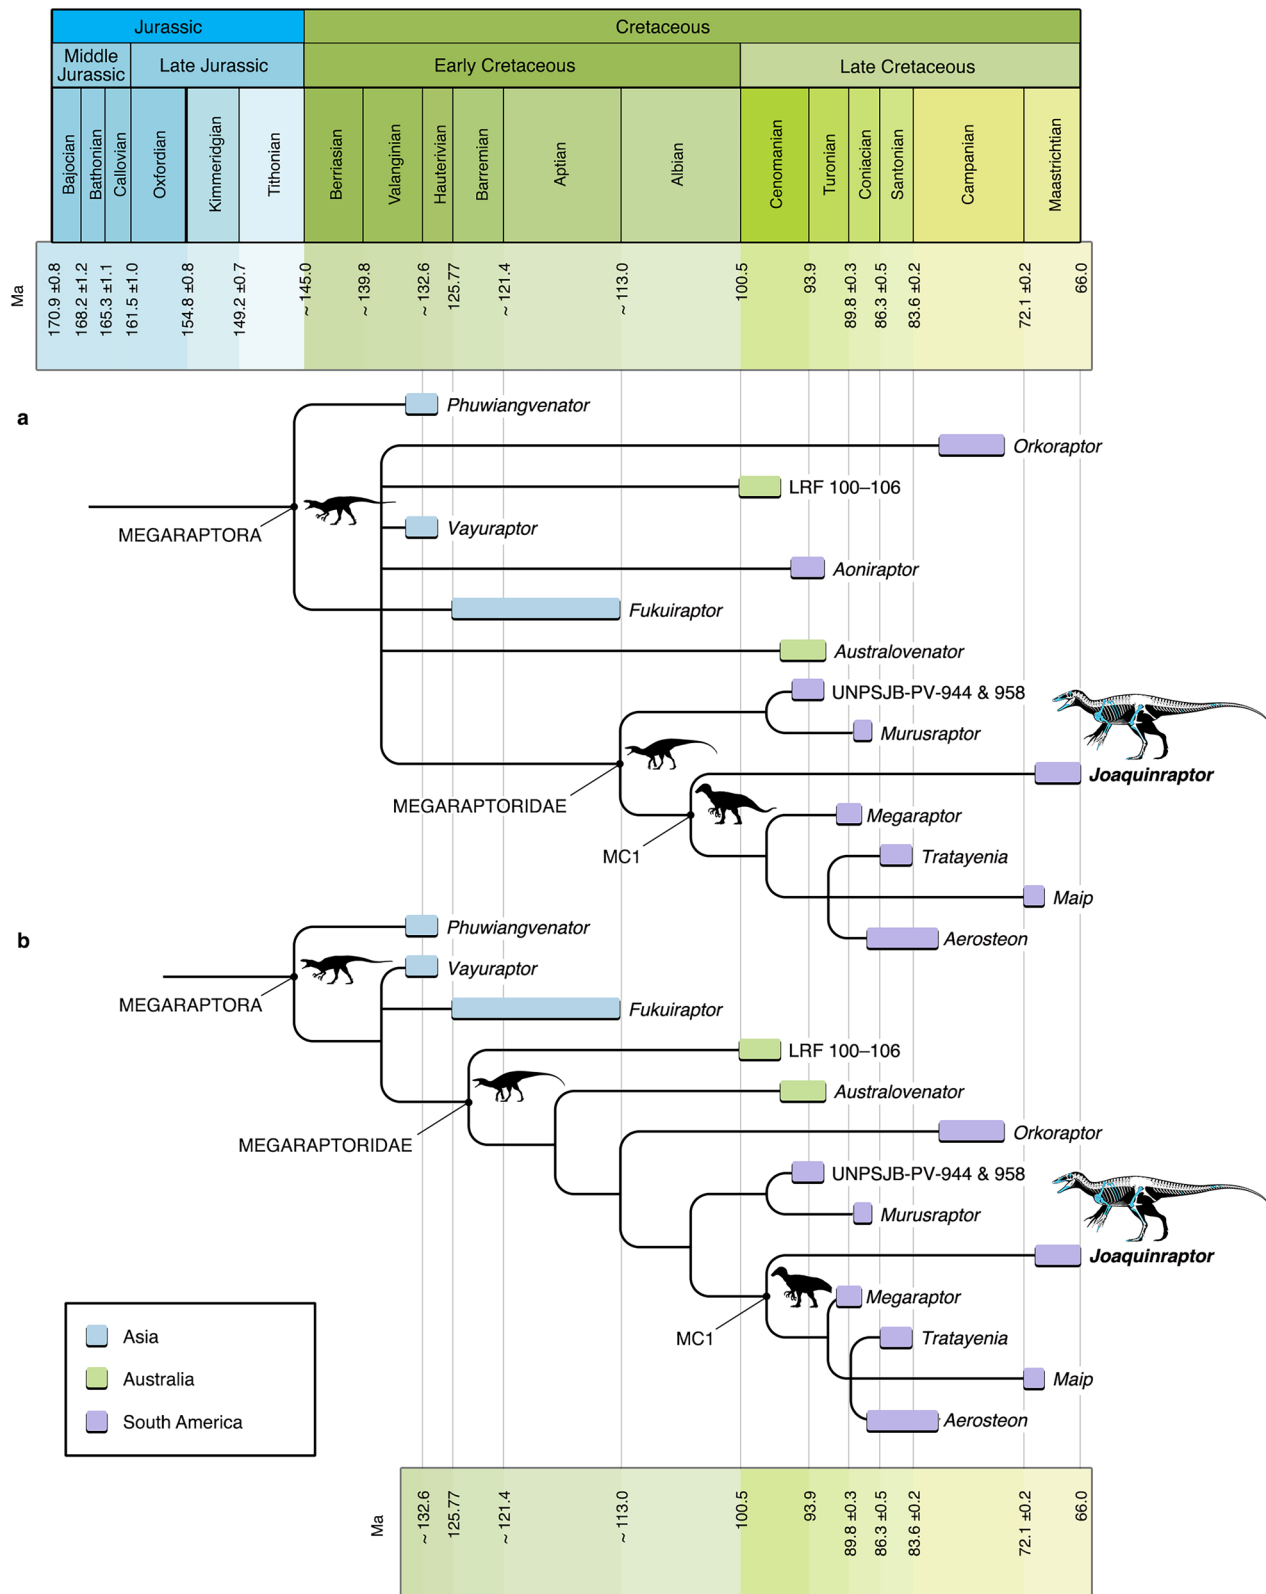 Jurassic
Cretaceous
Middle
Jurassic
Late Jurassic
Early Cretaceous
Late Cretaceous
Bajocian
Bathonian
Callovian
Oxfordian
Kimmeridgian
Tithonian
Berriasian
Valanginian
Hauterivian
Barremian
Aptian
Albian
Cenomanian
Turonian
Coniacian
Santonian
Campanian
Maastrichtian
Ma
170.9 ±0.8
168.2 ±1.2
165.3 ±1.1
161.5 ±1.0
154.8 ±0.8
149.2 ±0.7
~ 145.0
~ 139.8
~ 132.6
125.77
~ 121.4
~ 113.0
100.5
93.9
89.8 ±0.3
86.3 ±0.5
83.6 ±0.2
72.1 ±0.2
66.0
a
Phuwiangvenator
Orkoraptor
LRF 100–106
MEGARAPTORA
Vayuraptor
Aoniraptor
Fukuiraptor
Australovenator
UNPSJB-PV-944 & 958
Murusraptor
Joaquinraptor
MEGARAPTORIDAE
Megaraptor
MC1
Tratayenia
Maip
b
Phuwiangvenator
Aerosteon
Vayuraptor
MEGARAPTORA
Fukuiraptor
LRF 100–106
Australovenator
Orkoraptor
MEGARAPTORIDAE
UNPSJB-PV-944 & 958
Murusraptor
Joaquinraptor
Megaraptor
MC1
Tratayenia
Maip
Aerosteon
Asia
Australia
South America
Ma
~ 132.6
125.77
~ 121.4
~ 113.0
100.5
93.9
89.8 ±0.3
86.3 ±0.5
83.6 ±0.2
72.1 ±0.2
66.0